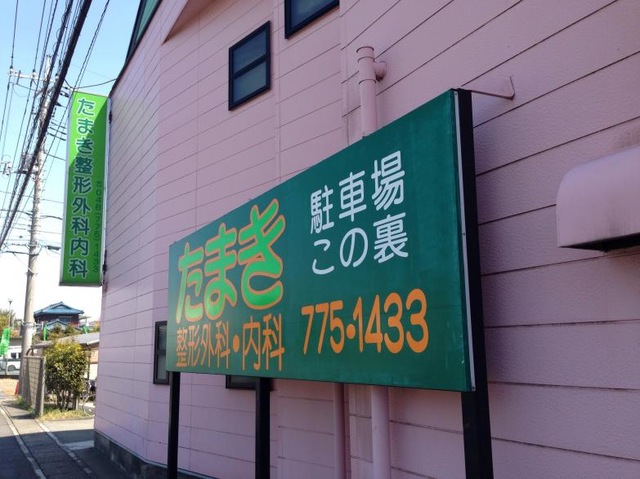 たまき整形外科内科
たまき
整形外科・内科
駐車場
この裏
775・1433